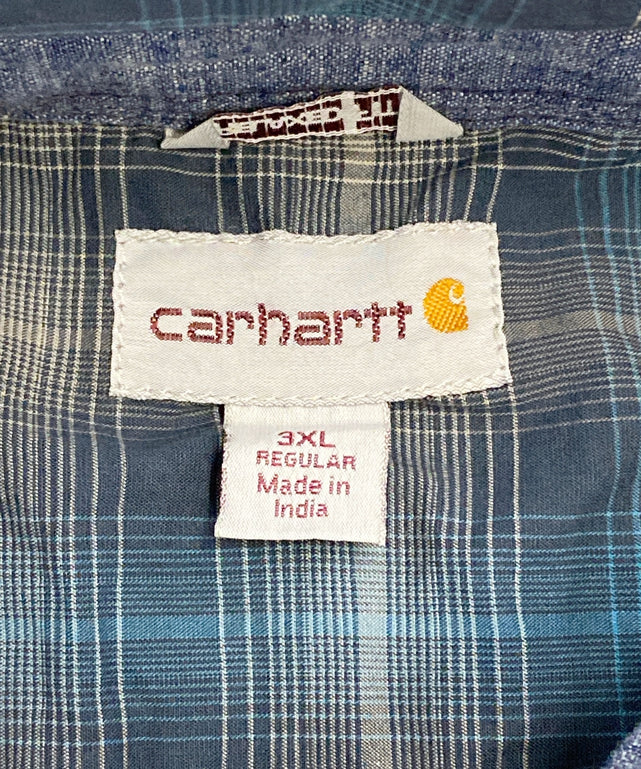 carhartt
3XL
REGULAR
Made in
India